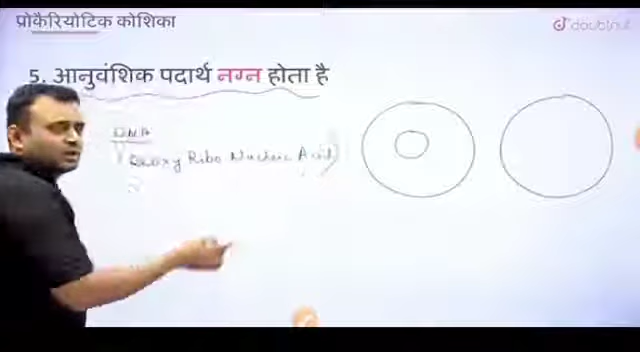 प्रोकैरियोटिक कोशिका
doubtnut
5. आनुवंशिक पदार्थ नग्न होता है
DNA
(Deoxy Ribo Nucleic Acid)